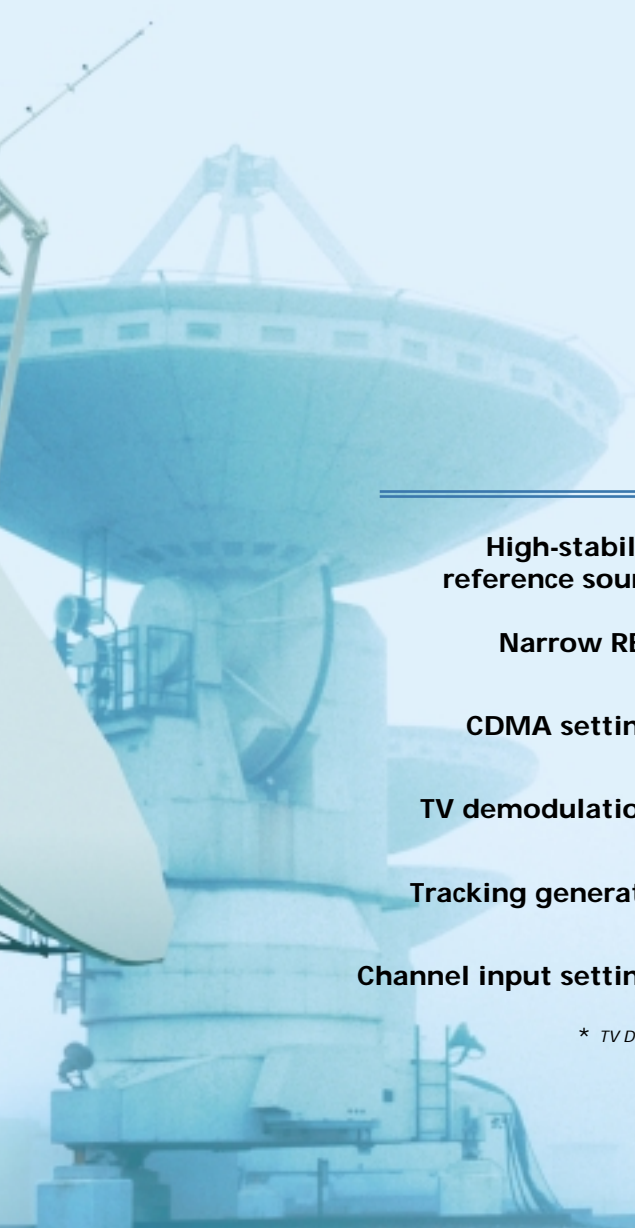 High-stabil
reference sour
Narrow RB
CDMA settin
TV demodulatio
Tracking generat
Channel input settin
* TV D